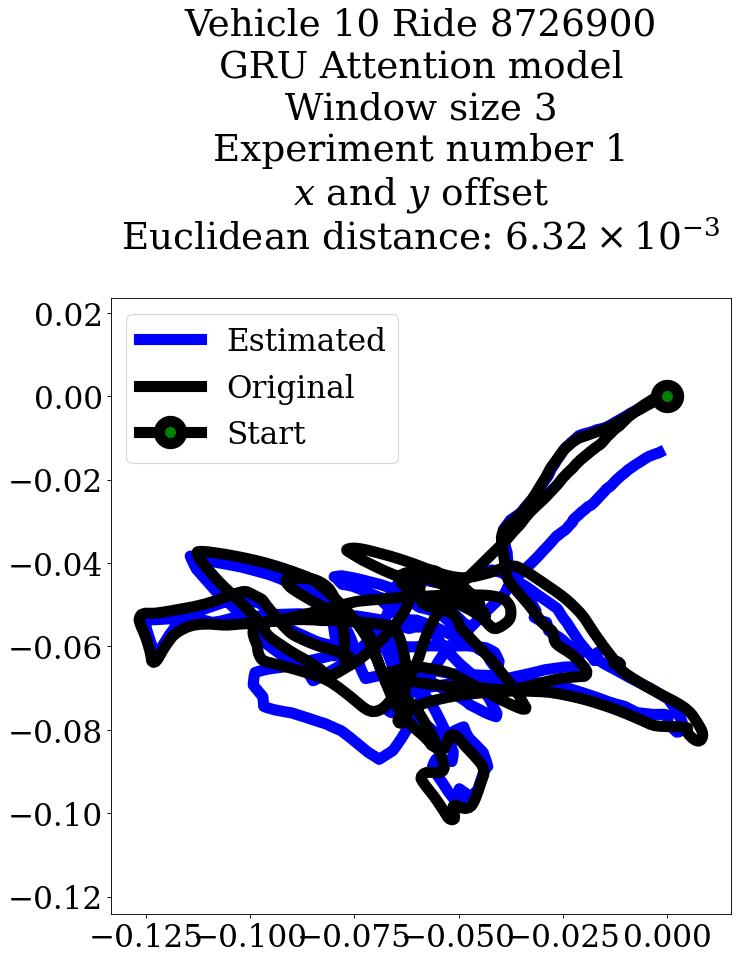 Vehicle 10 Ride 8726900
GRU Attention model
Window size 3
Experiment number 1
x and y offset
Euclidean distance: 6.32 × 10⁻³
Estimated
Original
Start
0.02
0.00
−0.02
−0.04
−0.06
−0.08
−0.10
−0.12
−0.125 −0.100 −0.075 −0.050 −0.025 0.000